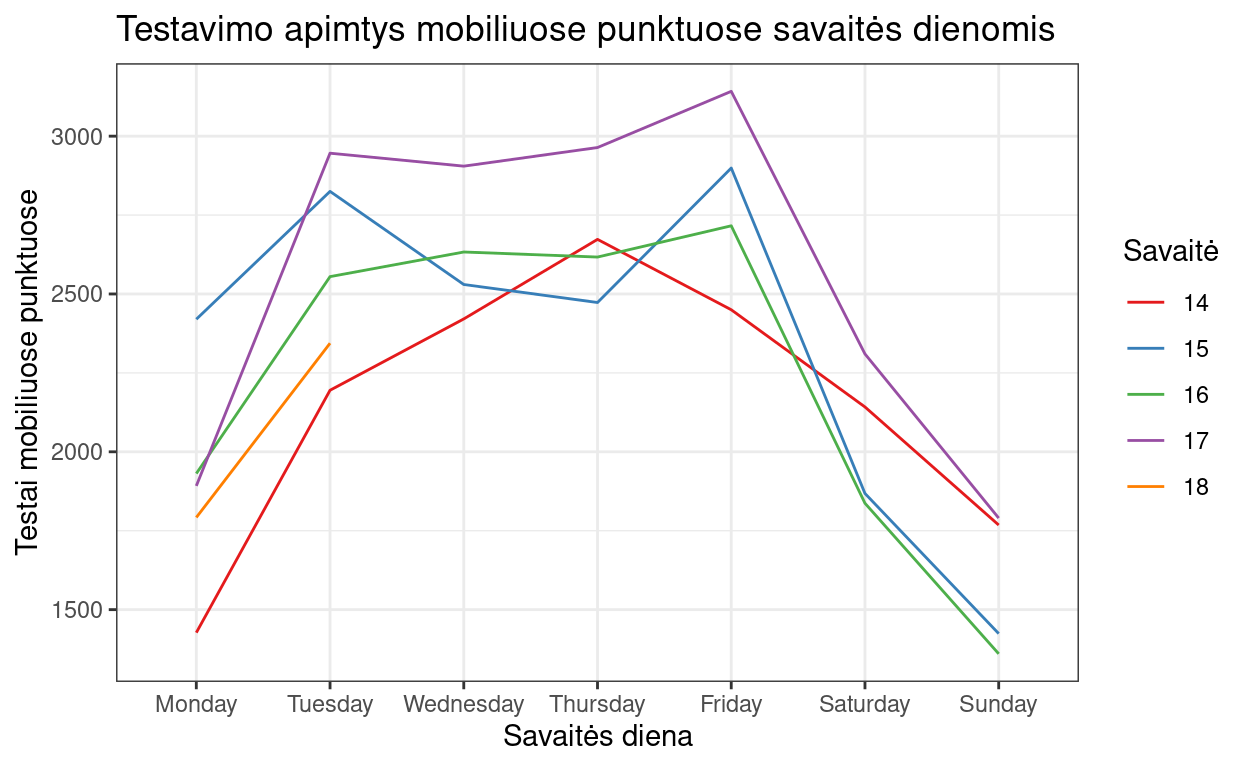 Testavimo apimtys mobiliuose punktuose savaitės dienomis
Testai mobiliuose punktuose
3000
2500
2000
1500
Monday Tuesday Wednesday Thursday Friday Saturday Sunday
Savaitės diena
Savaitė
14
15
16
17
18